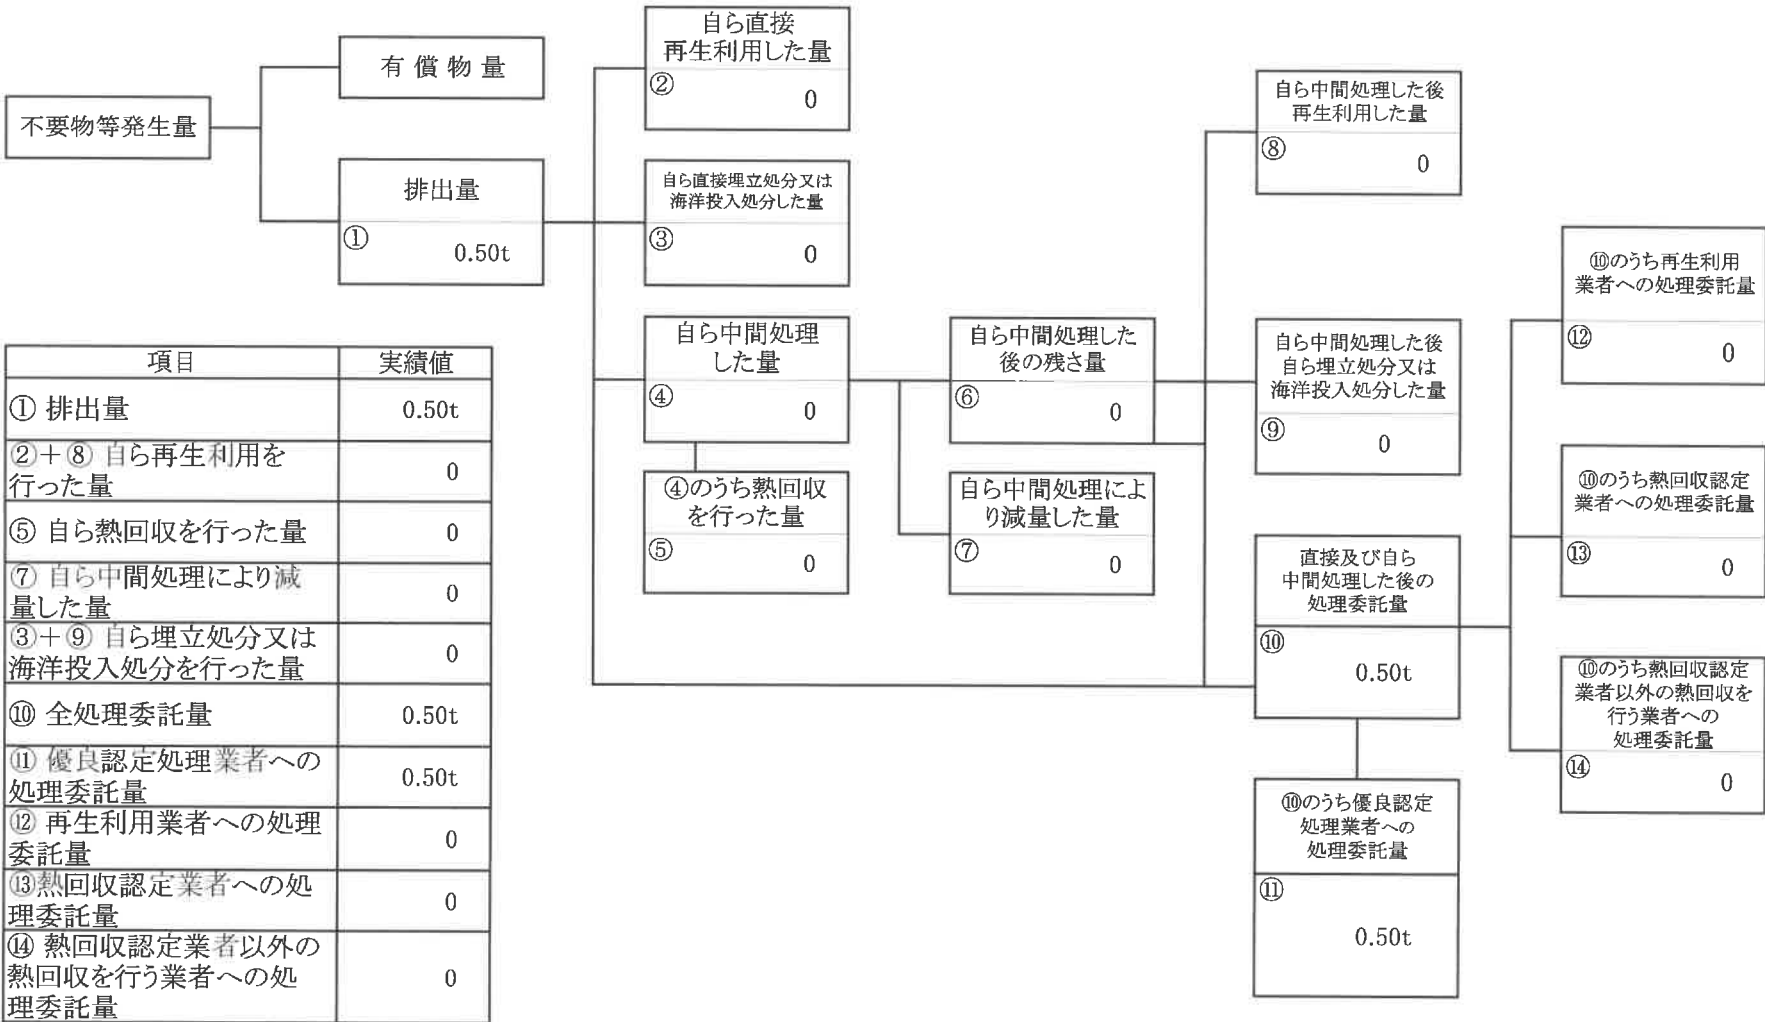 不要物等発生量
有償物量
排出量
①
0.50t
自ら直接
再生利用した量
②
0
自ら直接埋立処分又は
海洋投入処分した量
③
0
自ら中間処理
した量
④
0
④のうち熱回収
を行った量
⑤
0
自ら中間処理した
後の残さ量
⑥
0
自ら中間処理によ
り減量した量
⑦
0
自ら中間処理した後
再生利用した量
⑧
0
自ら中間処理した後
自ら埋立処分又は
海洋投入処分した量
⑨
0
直接及び自ら
中間処理した後の
処理委託量
⑩
0.50t
⑩のうち優良認定
処理業者への
処理委託量
⑪
0.50t
⑩のうち再生利用
業者への処理委託量
⑫
0
⑩のうち熱回収認定
業者への処理委託量
⑬
0
⑩のうち熱回収認定
業者以外の熱回収を
行う業者への
処理委託量
⑭
0
項目 実績値
① 排出量 0.50t
②＋⑧ 自ら再生利用を
行った量 0
⑤ 自ら熱回収を行った量 0
⑦ 自ら中間処理により減
量した量 0
③＋⑨ 自ら埋立処分又は
海洋投入処分を行った量 0
⑩ 全処理委託量 0.50t
⑪ 優良認定処理業者への
処理委託量 0.50t
⑫ 再生利用業者への処理
委託量 0
⑬熱回収認定業者への処
理委託量 0
⑭ 熱回収認定業者以外の
熱回収を行う業者への処
理委託量 0